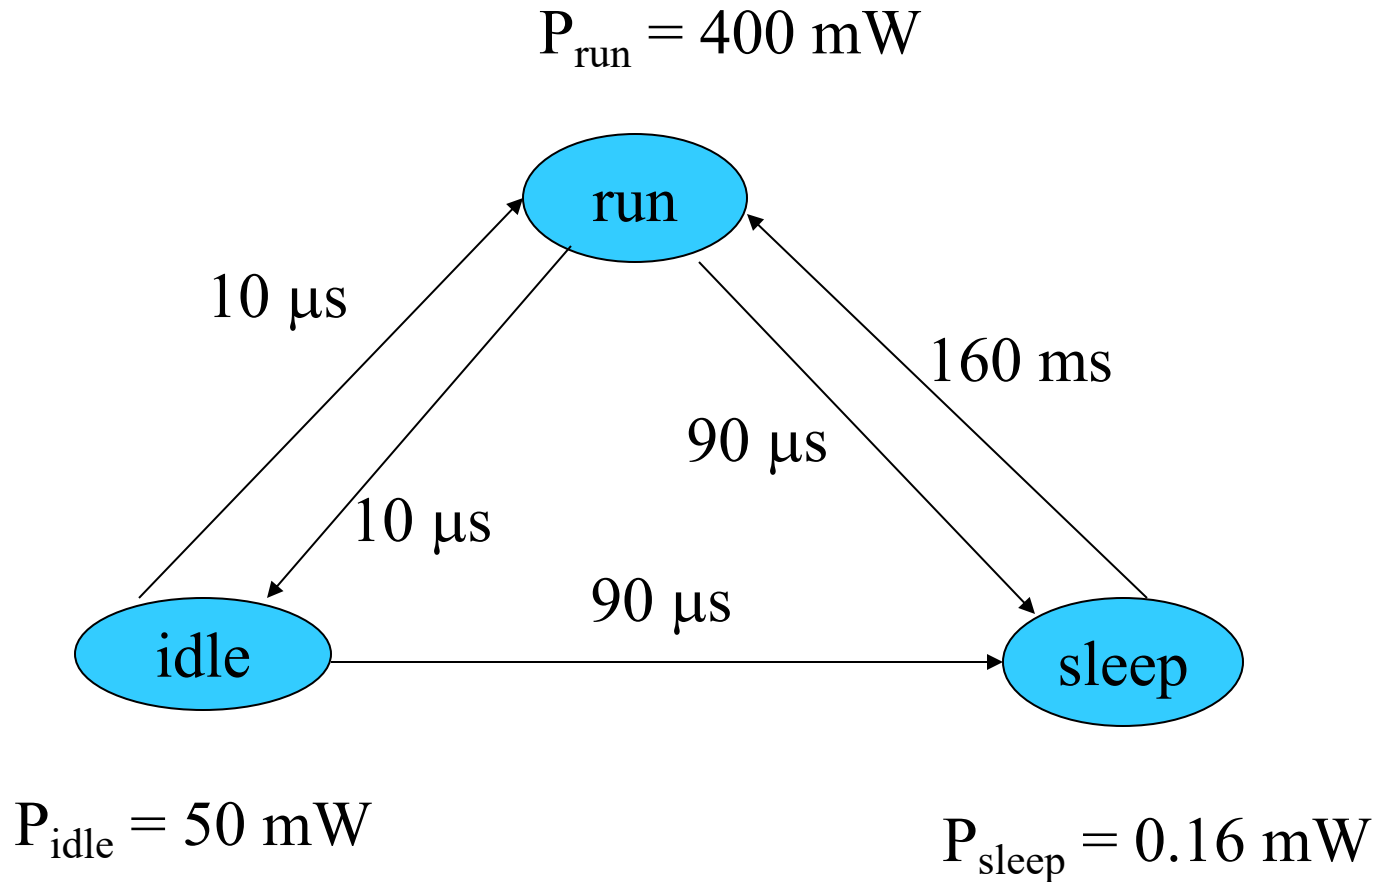 P_run = 400 mW
run
10 μs
160 ms
90 μs
10 μs
90 μs
idle
sleep
P_idle = 50 mW
P_sleep = 0.16 mW